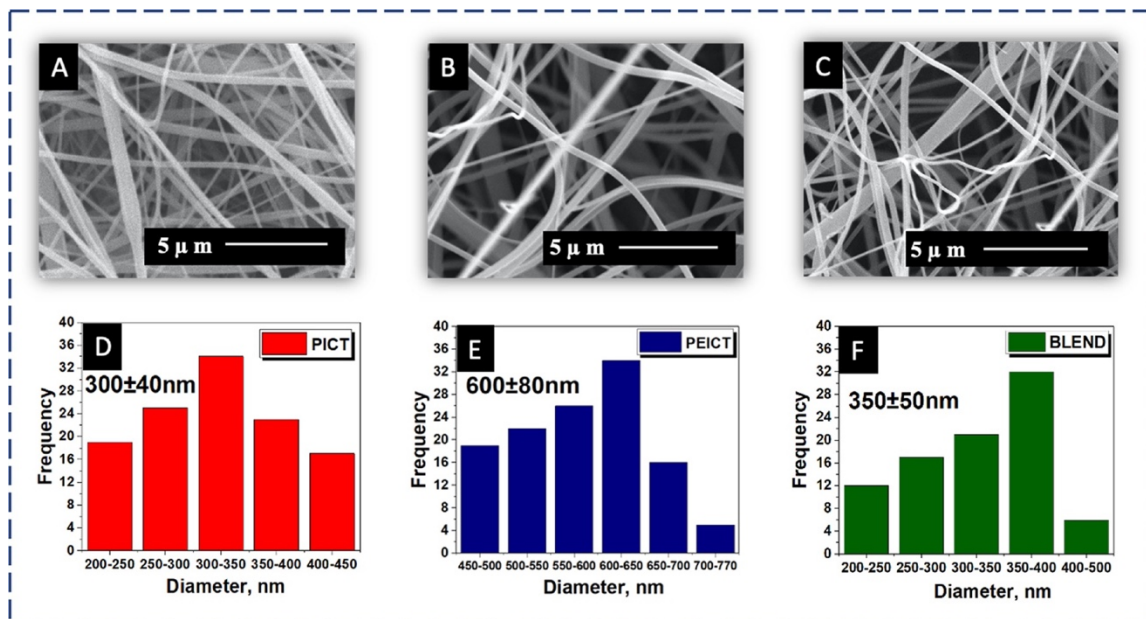 A
5 μ m
B
5 μ m
C
5 μ m
D
PICT
300±40nm
Frequency
40
36
32
28
24
20
16
12
8
4
0
200-250 250-300 300-350 350-400 400-450
Diameter, nm
E
PEICT
600±80nm
Frequency
40
36
32
28
24
20
16
12
8
4
0
450-500 500-550 550-600 600-650 650-700 700-770
Diameter, nm
F
BLEND
350±50nm
Frequency
40
36
32
28
24
20
16
12
8
4
0
200-250 250-300 300-350 350-400 400-500
Diameter, nm